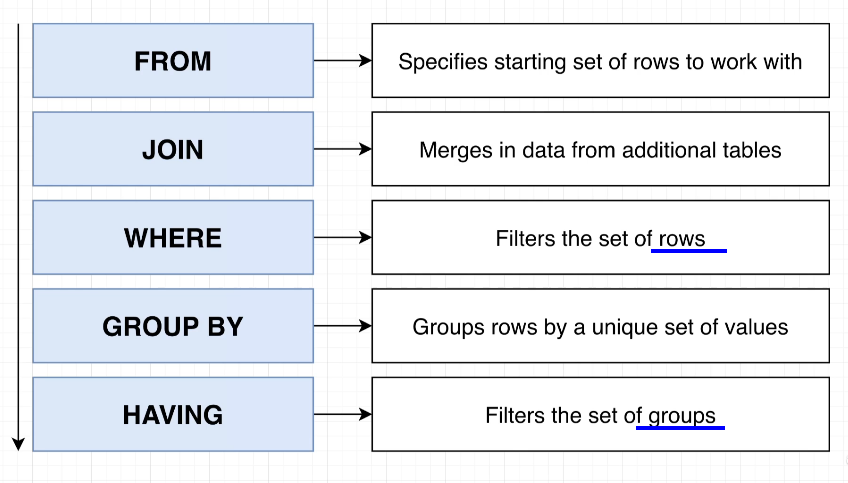 FROM
Specifies starting set of rows to work with
JOIN
Merges in data from additional tables
WHERE
Filters the set of rows
GROUP BY
Groups rows by a unique set of values
HAVING
Filters the set of groups